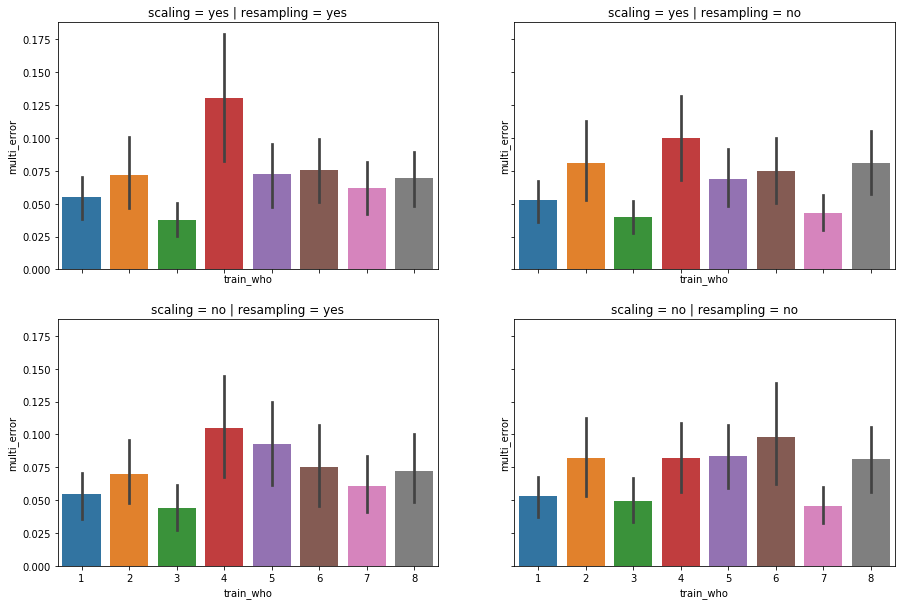 scaling = yes | resampling = yes
scaling = yes | resampling = no
0.175
0.150
0.125
0.100
0.075
0.050
0.025
0.000
multi_error
multi_error
train_who
train_who
scaling = no | resampling = yes
scaling = no | resampling = no
0.175
0.150
0.125
0.100
0.075
0.050
0.025
0.000
multi_error
multi_error
1 2 3 4 5 6 7 8
1 2 3 4 5 6 7 8
train_who
train_who